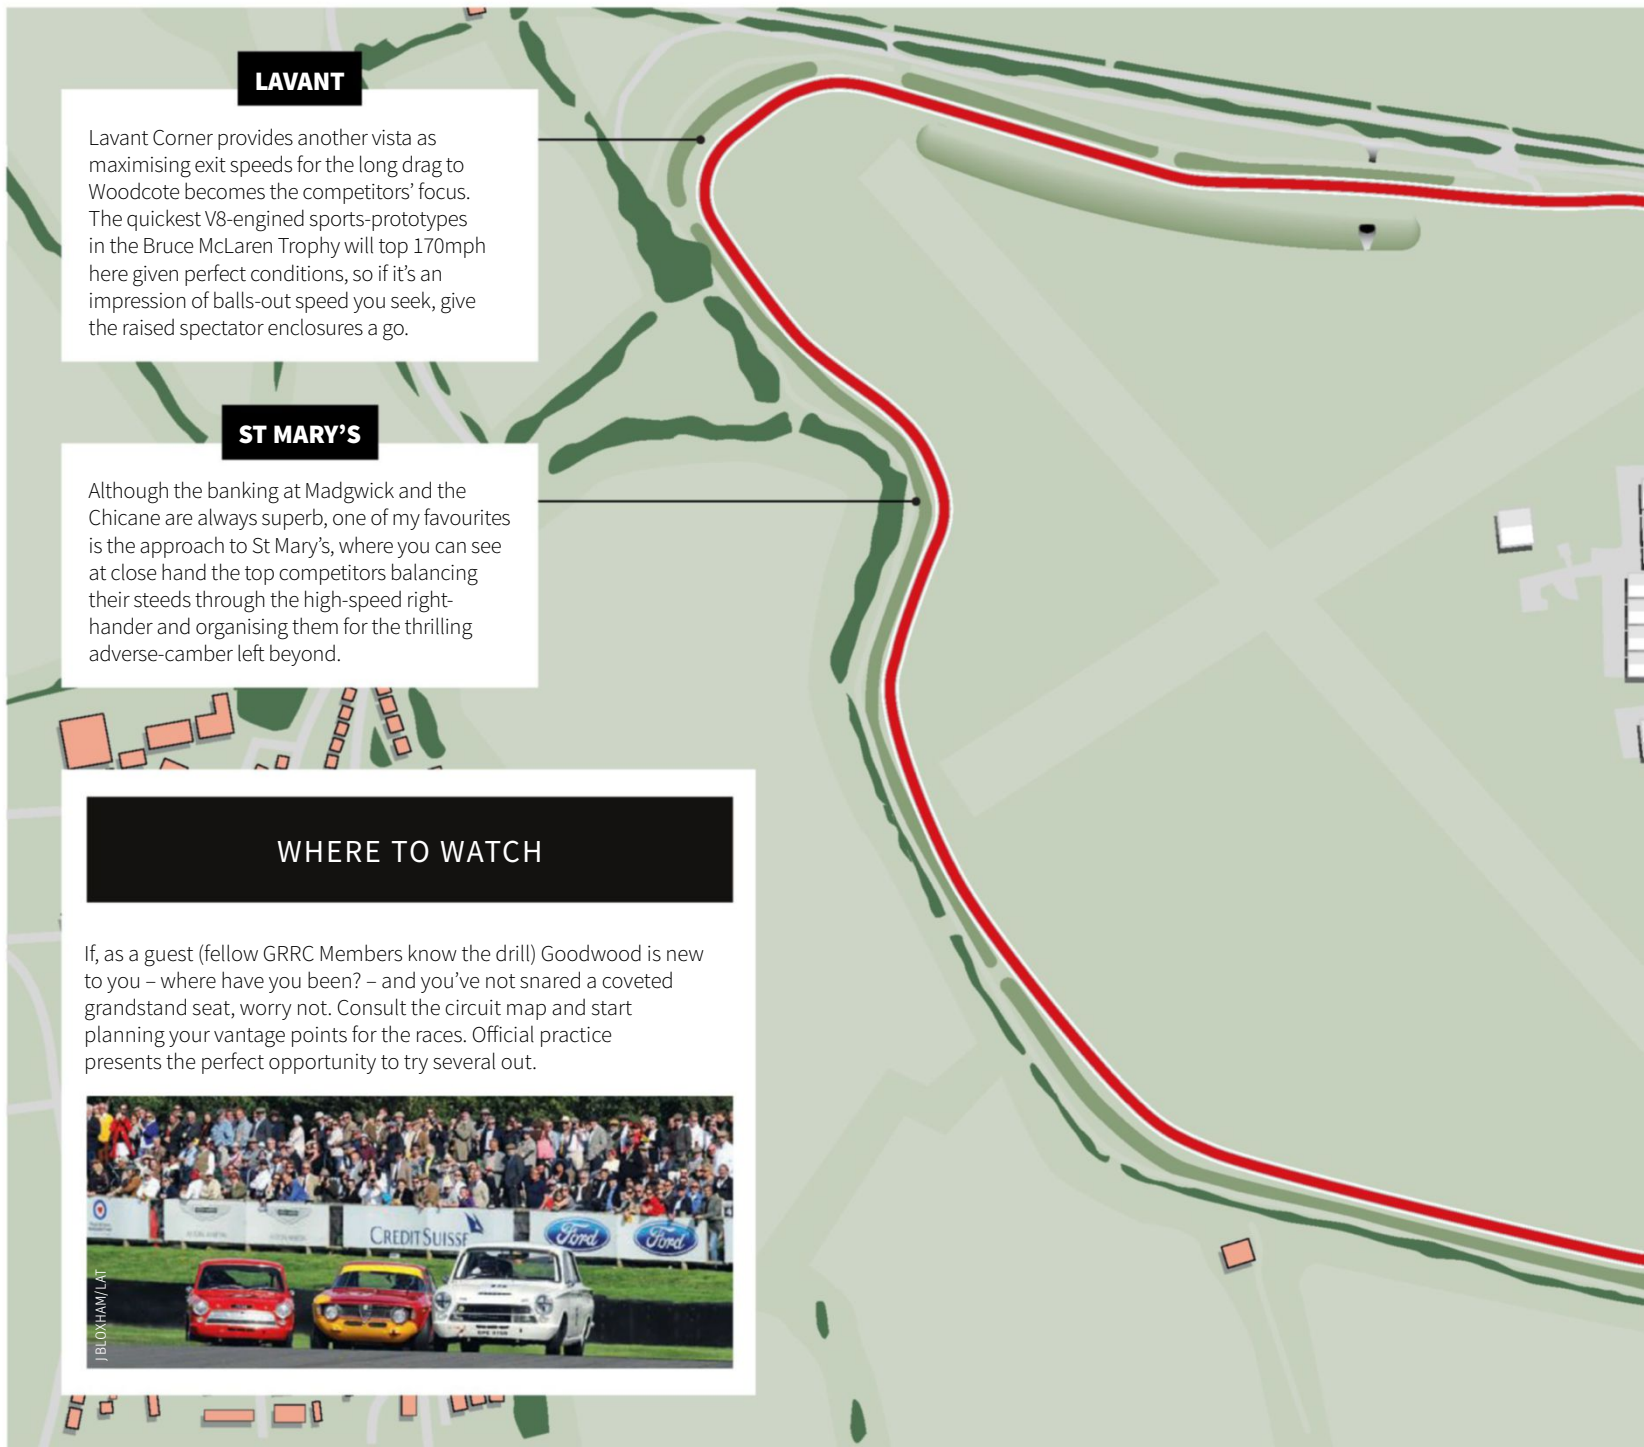 LAVANT
Lavant Corner provides another vista as
maximising exit speeds for the long drag to
Woodcote becomes the competitors’ focus.
The quickest V8-engined sports-prototypes
in the Bruce McLaren Trophy will top 170mph
here given perfect conditions, so if it’s an
impression of balls-out speed you seek, give
the raised spectator enclosures a go.
ST MARY’S
Although the banking at Madgwick and the
Chicane are always superb, one of my favourites
is the approach to St Mary’s, where you can see
at close hand the top competitors balancing
their steeds through the high-speed right-
hander and organising them for the thrilling
adverse-camber left beyond.
WHERE TO WATCH
If, as a guest (fellow GRRC Members know the drill) Goodwood is new
to you – where have you been? – and you’ve not snared a coveted
grandstand seat, worry not. Consult the circuit map and start
planning your vantage points for the races. Official practice
presents the perfect opportunity to try several out.
CREDIT SUISSE
Ford
Ford
J BLOXHAM/LAT